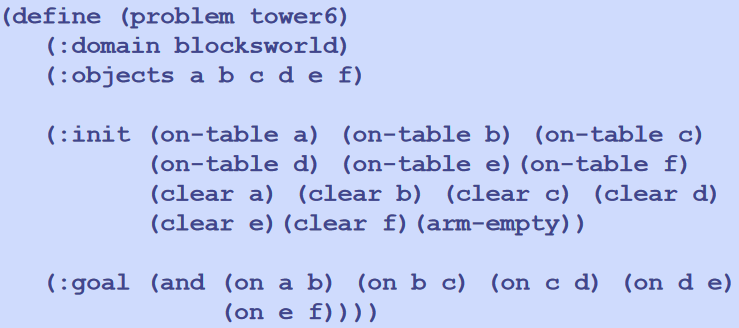 (define (problem tower6)
(:domain blocksworld)
(:objects a b c d e f)
(:init (on-table a) (on-table b) (on-table c)
(on-table d) (on-table e)(on-table f)
(clear a) (clear b) (clear c) (clear d)
(clear e)(clear f)(arm-empty))
(:goal (and (on a b) (on b c) (on c d) (on d e)
(on e f))))